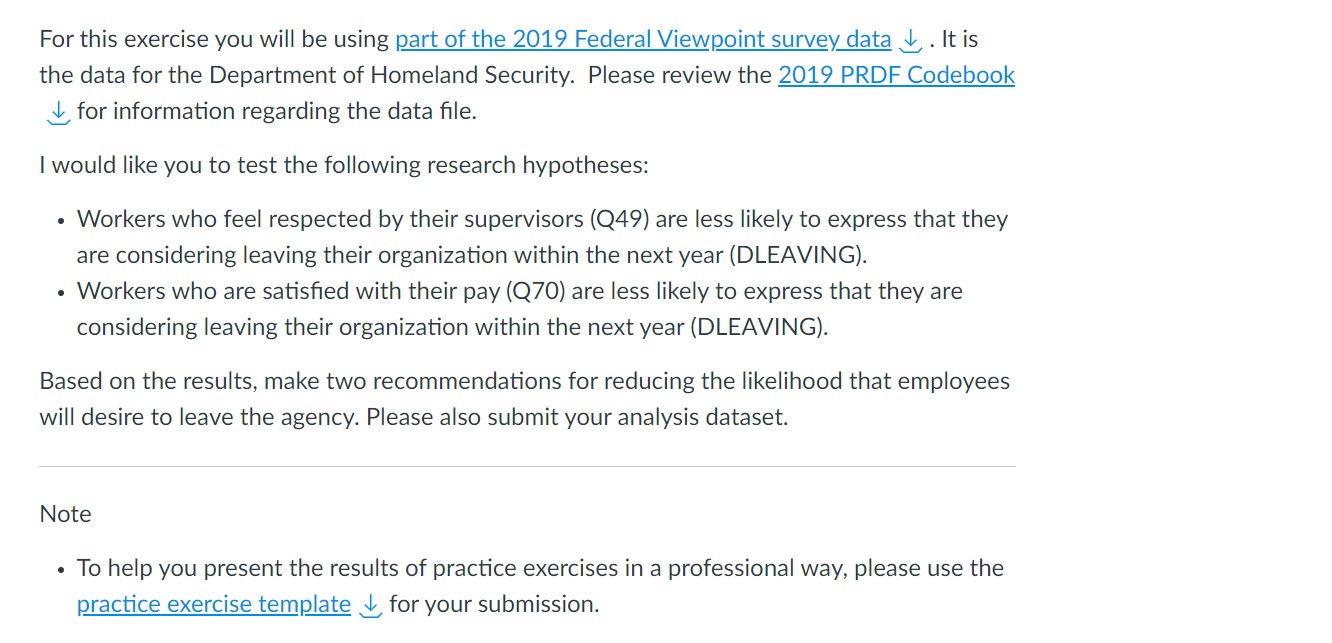 For this exercise you will be using part of the 2019 Federal Viewpoint survey data . It is
the data for the Department of Homeland Security. Please review the 2019 PRDF Codebook
for information regarding the data file.
I would like you to test the following research hypotheses:
• Workers who feel respected by their supervisors (Q49) are less likely to express that they
are considering leaving their organization within the next year (DLEAVING).
• Workers who are satisfied with their pay (Q70) are less likely to express that they are
considering leaving their organization within the next year (DLEAVING).
Based on the results, make two recommendations for reducing the likelihood that employees
will desire to leave the agency. Please also submit your analysis dataset.
Note
• To help you present the results of practice exercises in a professional way, please use the
practice exercise template for your submission.